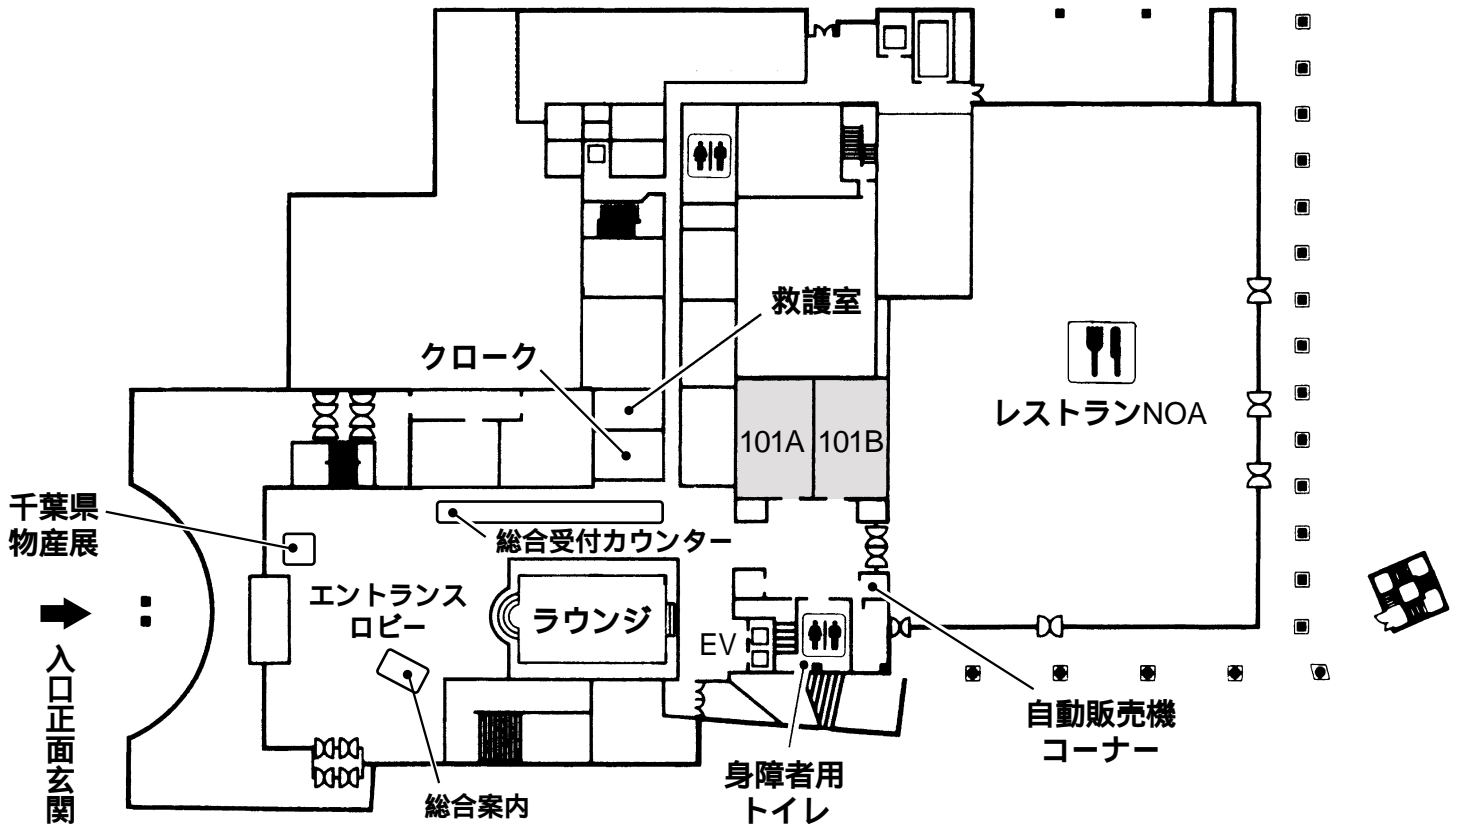 救護室
クローク
レストランNOA
101A
101B
千葉県
物産展
総合受付カウンター
エントランス
ロビー
ラウンジ
EV
入口正面玄関
自動販売機
コーナー
身障者用
トイレ
総合案内